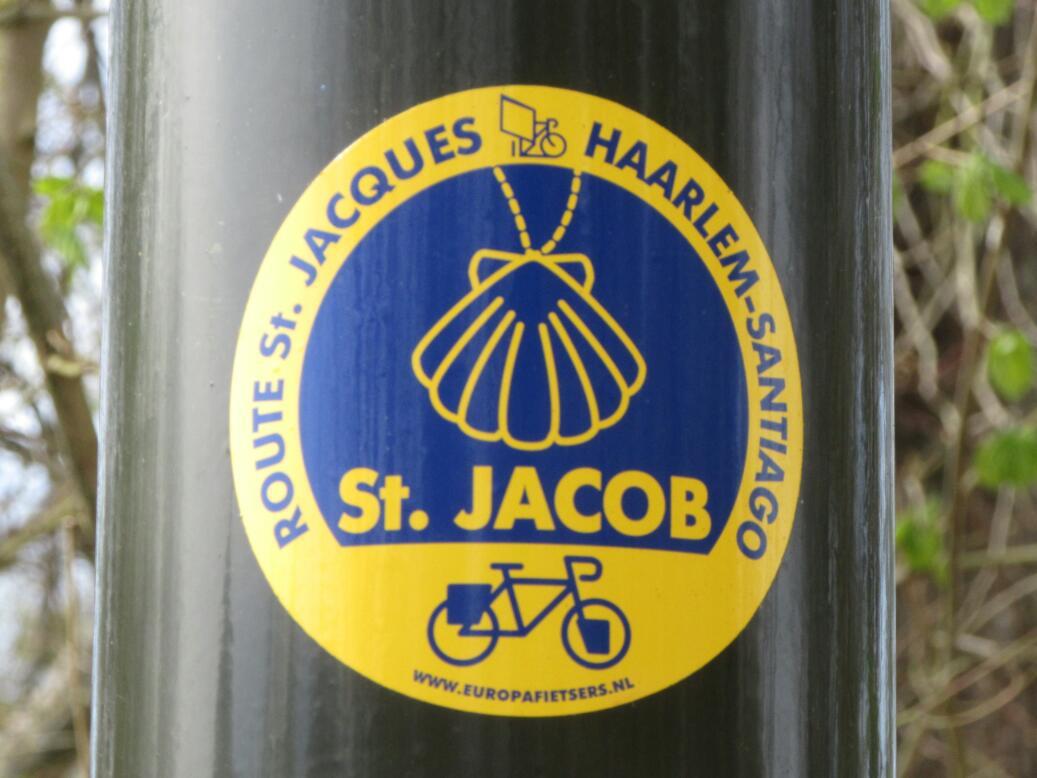 ROUTE St. JACQUES HAARLEM-SANTIAGO
St. JACOB
WWW.EUROPAFIETSERS.NL